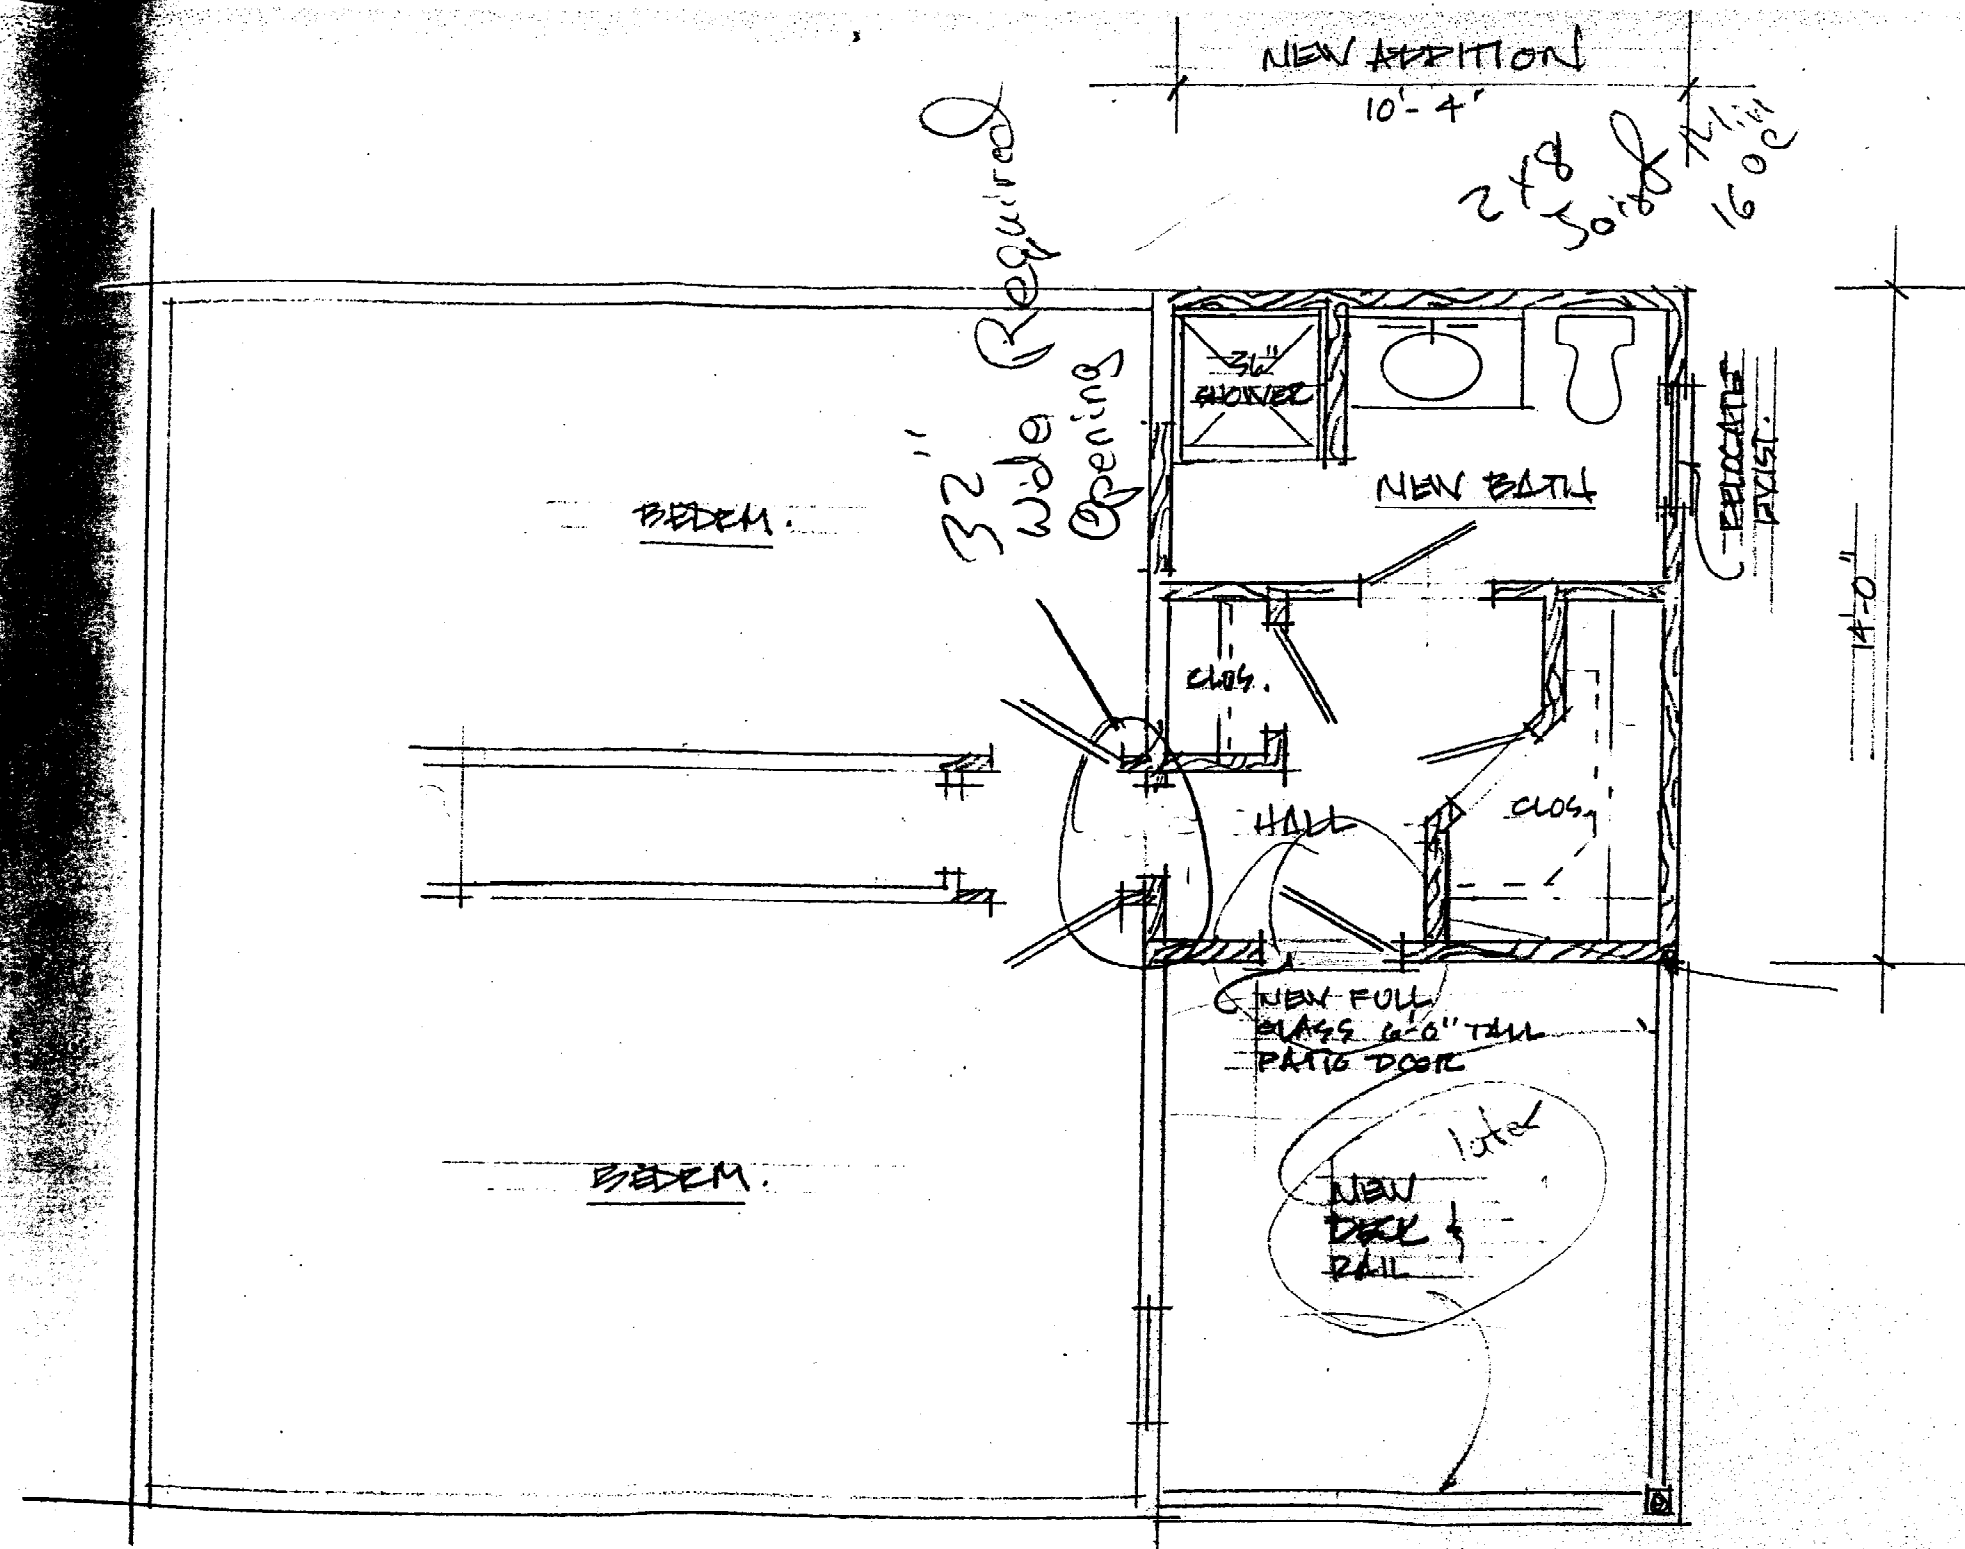 NEW ADDITION
10'-4"
2x8
Joist
16 OC
32"
Wide Required
Opening
36"
SHOWER
NEW BATH
RELOCATE
EXIST.
14'-0"
BEDRM.
CLOS.
HALL
CLOS.
NEW FULL
GLASS 6'-0" TALL
PATIO DOOR
later
NEW
DECK &
RAIL
BEDRM.